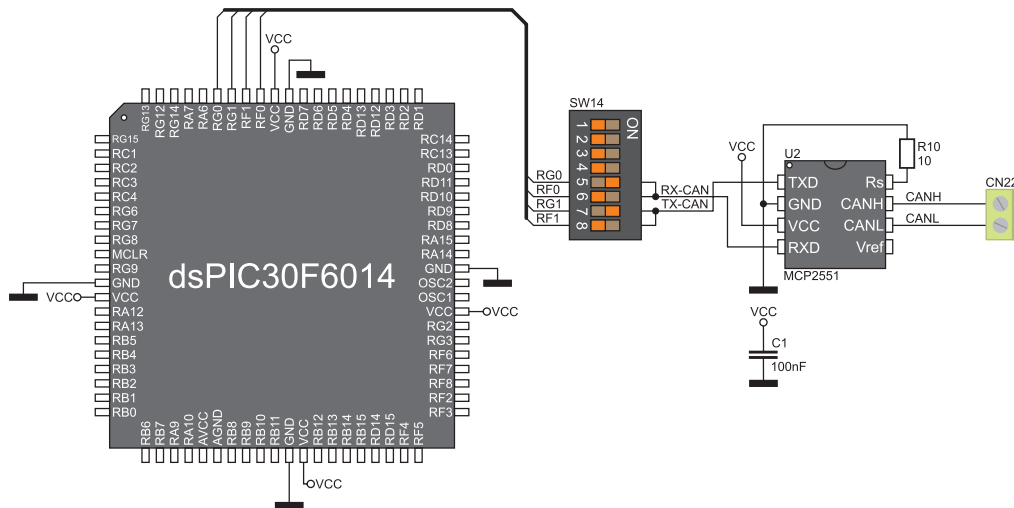 VCC
RG13
RG12
RG14
RA7
RA6
RG0
RG1
RF1
RF0
VCC
GND
RD7
RD6
RD5
RD4
RD13
RD12
RD3
RD2
RD1
RG15
RC1
RC2
RC3
RC4
RG6
RG7
RG8
MCLR
RG9
GND
VCC
RA12
RA13
RB5
RB4
RB3
RB2
RB1
RB0
VCC
dsPIC30F6014
RC14
RC13
RD0
RD11
RD10
RD9
RD8
RA15
RA14
GND
OSC2
OSC1
VCC
RG2
RG3
RF6
RF7
RF8
RF2
RF3
VCC
RB6
RB7
RA9
RA10
AVCC
AGND
RB8
RB9
RB10
RB11
GND
VCC
RB12
RB13
RB14
RB15
RD14
RD15
RF4
RF5
VCC
SW14
ON
1
2
3
4
5
6
7
8
RG0
RF0
RG1
RF1
RX-CAN
TX-CAN
VCC
U2
R10
10
TXD
GND
VCC
RXD
Rs
CANH
CANL
Vref
MCP2551
CANH
CANL
CN22
VCC
C1
100nF